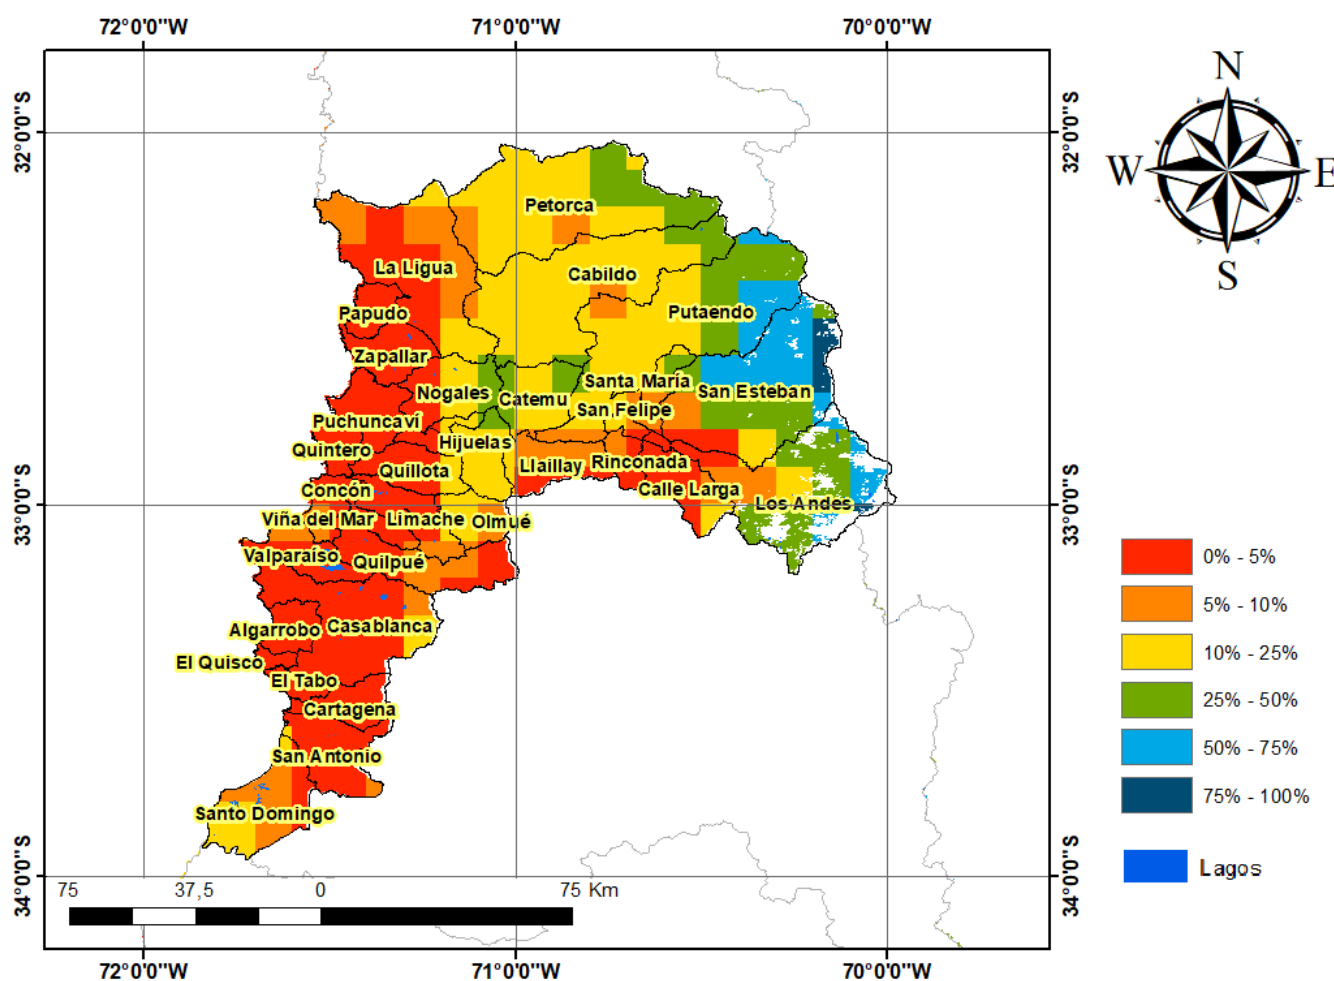 72°0'0"W 71°0'0"W 70°0'0"W
32°0'0"S
32°0'0"S
N
W E
S
Petorca
La Ligua
Cabildo
Papudo
Putaendo
Zapallar
Santa María
Nogales
Catemu
San Esteban
San Felipe
Puchuncaví
Hijuelas
Quintero
Llaillay
Rinconada
Quillota
Concón
Calle Larga
Los Andes
33°0'0"S
33°0'0"S
Viña del Mar
Limache
Olmué
Valparaíso
Quilpué
Algarrobo
Casablanca
El Quisco
El Tabo
Cartagena
San Antonio
Santo Domingo
0% - 5%
5% - 10%
10% - 25%
25% - 50%
50% - 75%
75% - 100%
Lagos
34°0'0"S
34°0'0"S
75 37,5 0 75 Km
72°0'0"W 71°0'0"W 70°0'0"W